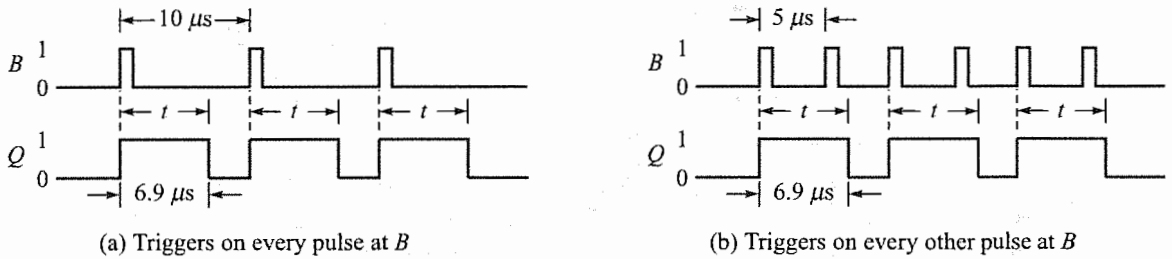 10 μs
B 1
0
t t t
Q 1
0
6.9 μs
(a) Triggers on every pulse at B
5 μs
B 1
0
t t t
Q 1
0
6.9 μs
(b) Triggers on every other pulse at B